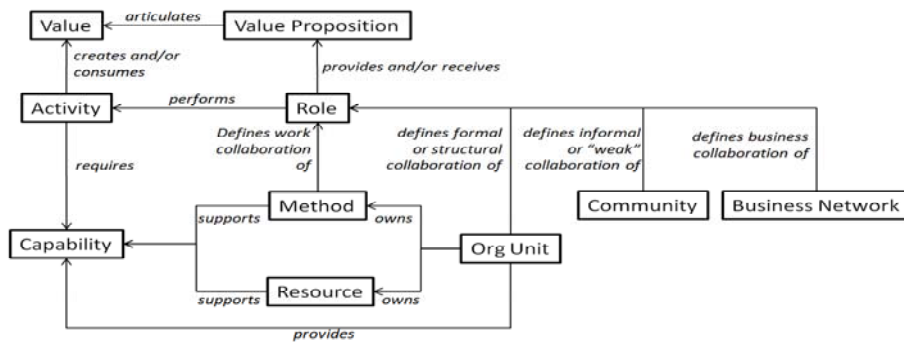 articulates
Value
Value Proposition
creates and/or
consumes
provides and/or receives
Activity
performs
Role
Defines work
collaboration
of
defines formal
or structural
collaboration of
defines informal
or "weak"
collaboration of
defines business
collaboration of
requires
supports
Method
owns
Community
Business Network
Capability
Org Unit
supports
Resource
owns
provides